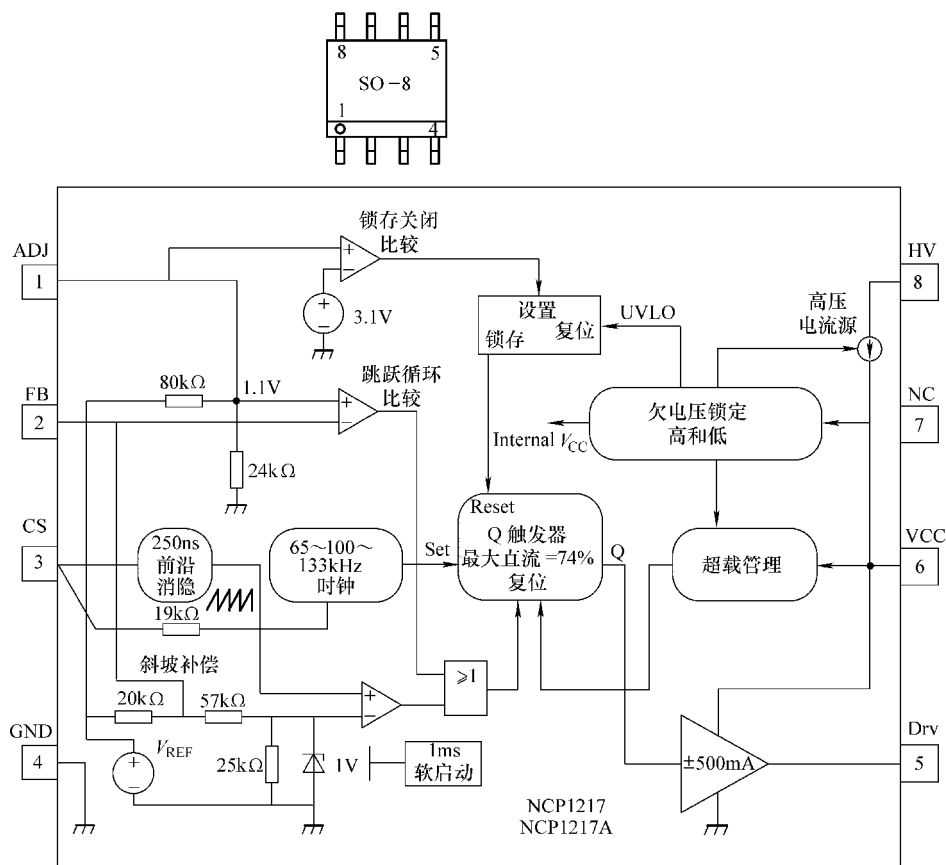 8 5
SO-8
1 4
锁存关闭
比较
ADJ
1
3.1V
设置
复位
锁存
UVLO
高压
电流源
HV
8
80kΩ
1.1V
跳跃循环
比较
FB
2
24kΩ
Internal VCC
欠电压锁定
高和低
NC
7
CS
3
250ns
前沿
消隐
65～100～
133kHz
时钟
Set
Reset
Q 触发器
最大直流=74%
复位
Q
超载管理
VCC
6
19kΩ
斜坡补偿
20kΩ
57kΩ
≥1
GND
4
VREF
25kΩ
1V
1ms
软启动
±500mA
Drv
5
NCP1217
NCP1217A